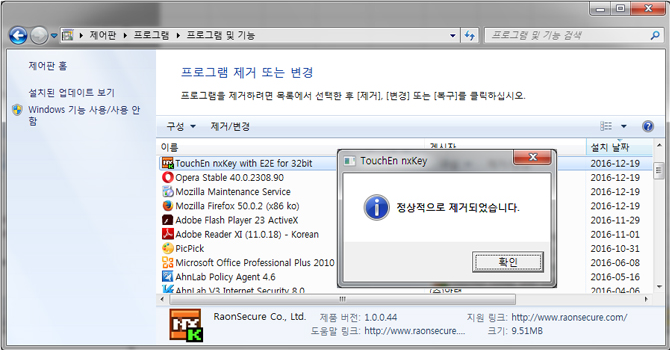 제어판 ▸ 프로그램 ▸ 프로그램 및 기능
프로그램 및 기능 검색
제어판 홈
설치된 업데이트 보기
Windows 기능 사용/사용 안 함
프로그램 제거 또는 변경
프로그램을 제거하려면 목록에서 선택한 후 [제거], [변경] 또는 [복구]를 클릭하십시오.
구성 제거/변경
이름 게시자 설치 날짜
TouchEn nxKey with E2E for 32bit 2016-12-19
Opera Stable 40.0.2308.90 2016-12-19
Mozilla Maintenance Service 2016-12-19
Mozilla Firefox 50.0.2 (x86 ko) 2016-12-19
Adobe Flash Player 23 ActiveX 2016-11-29
Adobe Reader XI (11.0.18) - Korean 2016-11-01
PicPick 2016-10-31
Microsoft Office Professional Plus 2010 2016-06-08
AhnLab Policy Agent 4.6 2016-05-16
AhnLab V3 Internet Security 8.0 2016-04-06
TouchEn nxKey
정상적으로 제거되었습니다.
확인
RaonSecure Co., Ltd. 제품 버전: 1.0.0.44 지원 링크: http://www.raonsecure.com/
도움말 링크: http://www.raonsecure.... 크기: 9.51MB